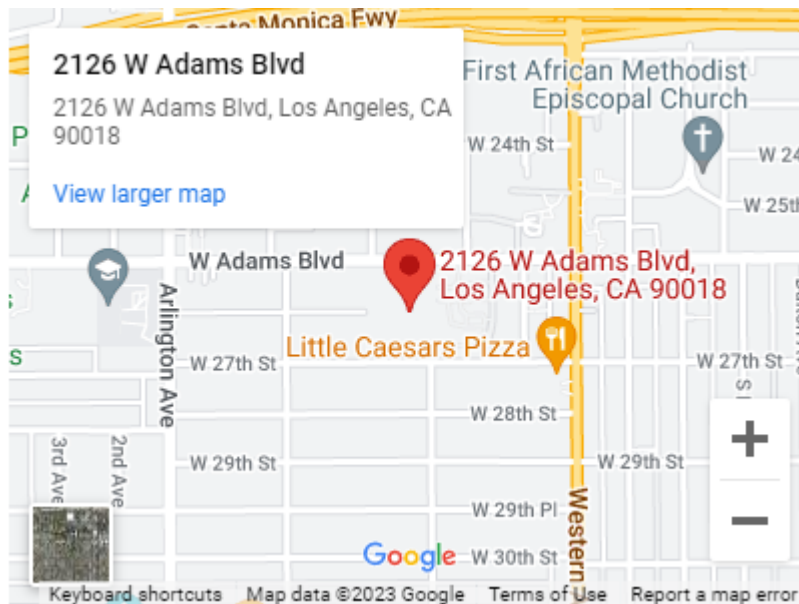 Santa Monica Fwy
2126 W Adams Blvd
2126 W Adams Blvd, Los Angeles, CA
90018
View larger map
First African Methodist
Episcopal Church
P
W 24th St
W 24
A
W 25th
W Adams Blvd
2126 W Adams Blvd,
Los Angeles, CA 90018
Arlington Ave
s
Little Caesars Pizza
s
W 27th St
W 27th St
S
W 28th St
+
3rd Ave
2nd Ave
W 29th St
W 29th St
Western
−
W 29th Pl
Google
W 30th St
Keyboard shortcuts
Map data ©2023 Google
Terms of Use
Report a map error